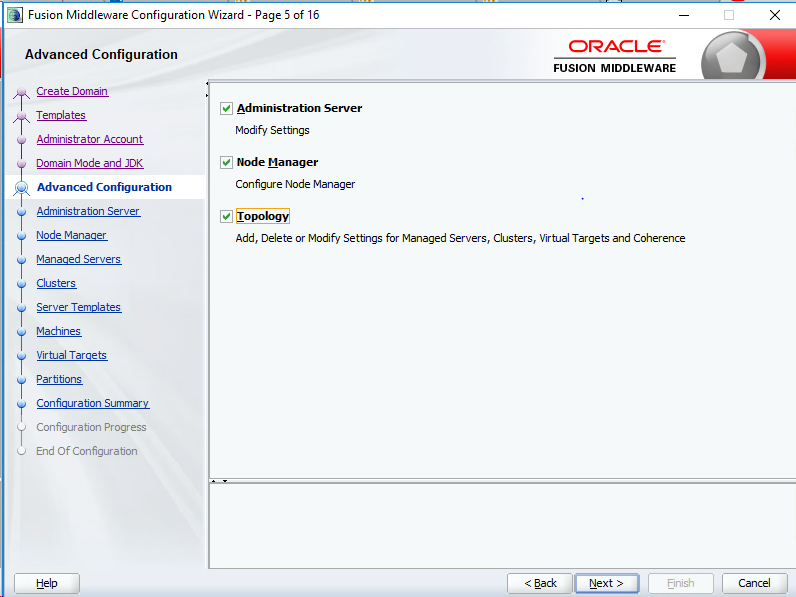 Fusion Middleware Configuration Wizard - Page 5 of 16
Advanced Configuration
ORACLE
FUSION MIDDLEWARE
Create Domain
Templates
Administrator Account
Domain Mode and JDK
Advanced Configuration
Administration Server
Node Manager
Managed Servers
Clusters
Server Templates
Machines
Virtual Targets
Partitions
Configuration Summary
Configuration Progress
End Of Configuration
Administration Server
Modify Settings
Node Manager
Configure Node Manager
Topology
Add, Delete or Modify Settings for Managed Servers, Clusters, Virtual Targets and Coherence
Help
< Back
Next >
Finish
Cancel